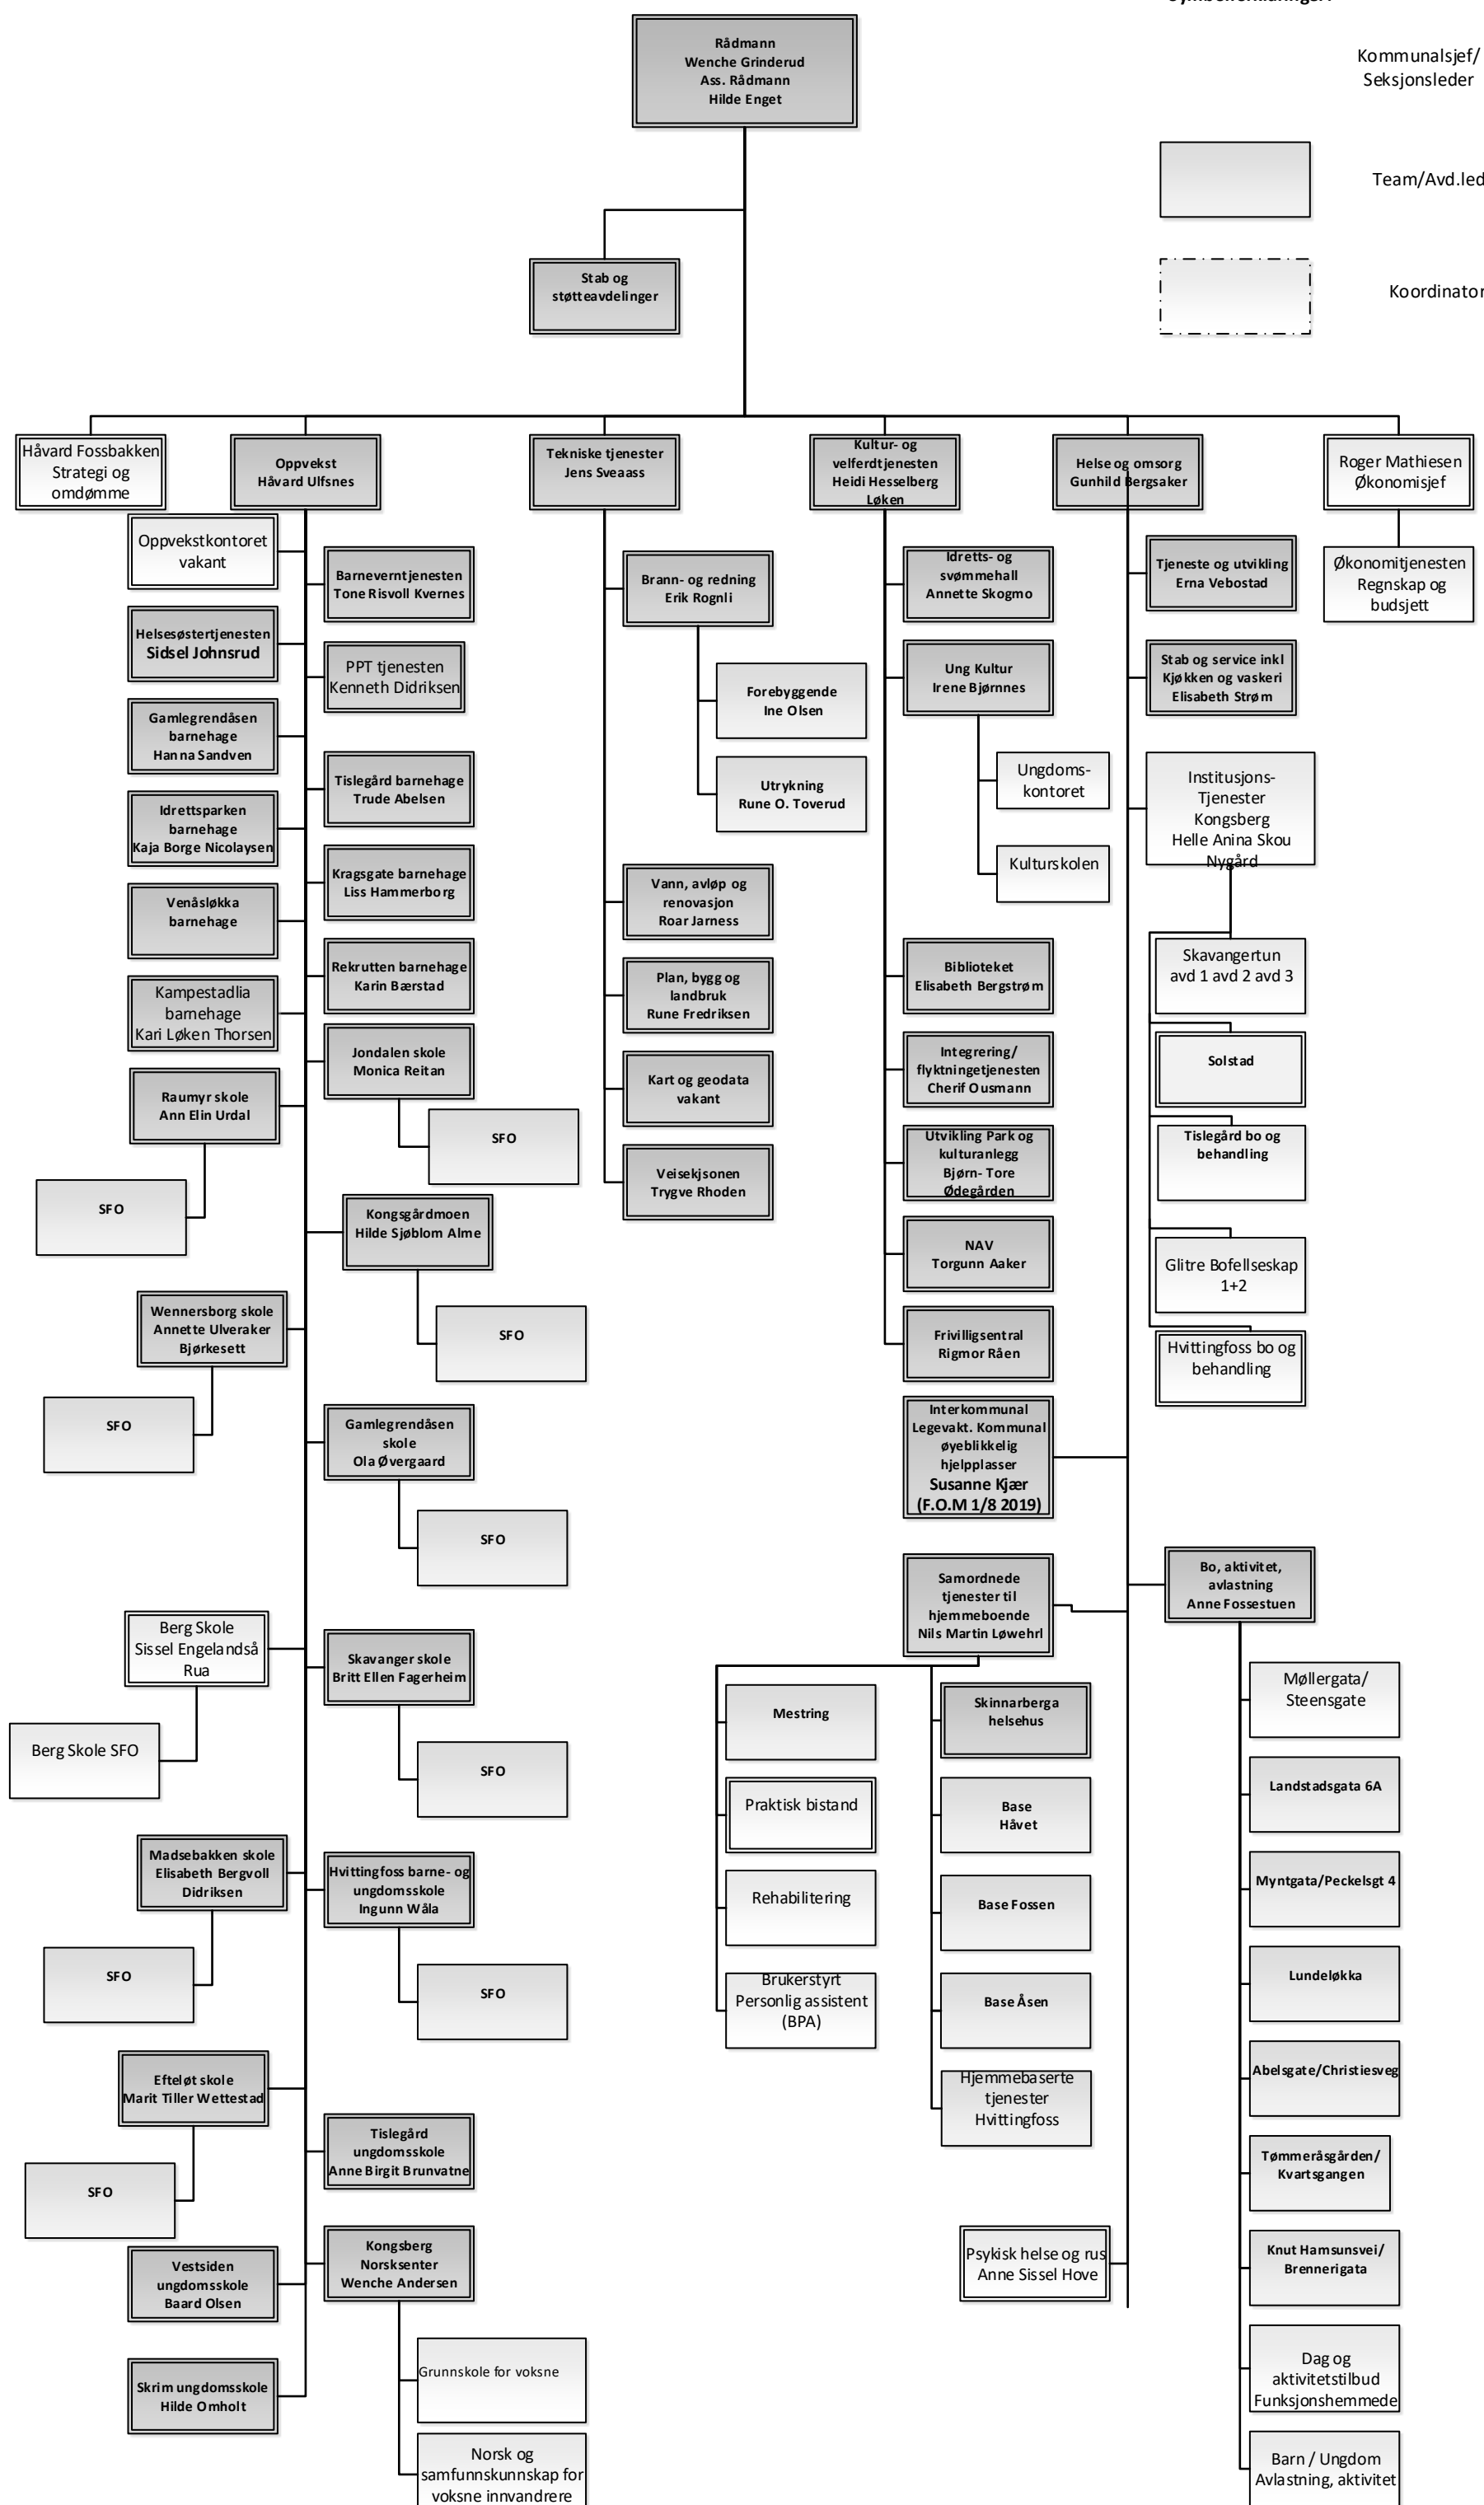 Symbolforklaringer:
Rådmann
Wenche Grinderud
Ass. Rådmann
Hilde Enget
Kommunalsjef/
Seksjonsleder
Team/Avd.led
Koordinator
Stab og
støtteavdelinger
Håvard Fossbakken
Strategi og
omdømme
Oppvekst
Håvard Ulfsnes
Tekniske tjenester
Jens Sveaass
Kultur- og
velferdtjenesten
Heidi Hesselberg
Løken
Helse og omsorg
Gunhild Bergsaker
Roger Mathiesen
Økonomisjef
Oppvekstkontoret
vakant
Barneverntjenesten
Tone Risvoll Kvernes
Helsesøstertjenesten
Sidsel Johnsrud
PPT tjenesten
Kenneth Didriksen
Gamlegrendåsen
barnehage
Hanna Sandven
Tislegård barnehage
Trude Abelsen
Idrettsparken
barnehage
Kaja Borge Nicolaysen
Kragsgate barnehage
Liss Hammerborg
Venåsløkka
barnehage
Rekrutten barnehage
Karin Bærstad
Kampestadlia
barnehage
Kari Løken Thorsen
Jondalen skole
Monica Reitan
SFO
Raumyr skole
Ann Elin Urdal
SFO
Kongsgårdmoen
Hilde Sjøblom Alme
SFO
Wennersborg skole
Annette Ulveraker
Bjørkesett
SFO
Gamlegrendåsen
skole
Ola Øvergaard
SFO
Berg Skole
Sissel Engelandså
Rua
Berg Skole SFO
Skavanger skole
Britt Ellen Fagerheim
SFO
Madsebakken skole
Elisabeth Bergvoll
Didriksen
SFO
Hvittingfoss barne- og
ungdomsskole
Ingunn Wåla
SFO
Efteløt skole
Marit Tiller Wettestad
SFO
Tislegård
ungdomsskole
Anne Birgit Brunvatne
Vestsiden
ungdomsskole
Baard Olsen
Kongsberg
Norsksenter
Wenche Andersen
Skrim ungdomsskole
Hilde Omholt
Grunnskole for voksne
Norsk og
samfunnskunnskap for
voksne innvandrere
Brann- og redning
Erik Rognli
Forebyggende
Ine Olsen
Utrykning
Rune O. Toverud
Vann, avløp og
renovasjon
Roar Jarness
Plan, bygg og
landbruk
Rune Fredriksen
Kart og geodata
vakant
Veisekjsonen
Trygve Rhoden
Idretts- og
svømmehall
Annette Skogmo
Ung Kultur
Irene Bjørnnes
Ungdoms-
kontoret
Kulturskolen
Biblioteket
Elisabeth Bergstrøm
Integrering/
flyktningetjenesten
Cherif Ousmann
Utvikling Park og
kulturanlegg
Bjørn- Tore
Ødegården
NAV
Torgunn Aaker
Frivilligsentral
Rigmor Råen
Interkommunal
Legevakt. Kommunal
øyeblikkelig
hjelpplasser
Susanne Kjær
(F.O.M 1/8 2019)
Samordnede
tjenester til
hjemmeboende
Nils Martin Løwehrl
Mestring
Praktisk bistand
Rehabilitering
Brukerstyrt
Personlig assistent
(BPA)
Skinnarberga
helsehus
Base
Håvet
Base Fossen
Base Åsen
Hjemmebaserte
tjenester
Hvittingfoss
Psykisk helse og rus
Anne Sissel Hove
Tjeneste og utvikling
Erna Vebostad
Stab og service inkl
Kjøkken og vaskeri
Elisabeth Strøm
Institusjons-
Tjenester
Kongsberg
Helle Anina Skou
Nygård
Skavangertun
avd 1 avd 2 avd 3
Solstad
Tislegård bo og
behandling
Glitre Bofellseskap
1+2
Hvittingfoss bo og
behandling
Bo, aktivitet,
avlastning
Anne Fossestuen
Møllergata/
Steensgate
Landstadsgata 6A
Myntgata/Peckelsgt 4
Lundeløkka
Abelsgate/Christiesveg
Tømmeråsgården/
Kvartsgangen
Knut Hamsunsvei/
Brennerigata
Dag og
aktivitetstilbud
Funksjonshemmede
Barn / Ungdom
Avlastning, aktivitet
Økonomitjenesten
Regnskap og
budsjett